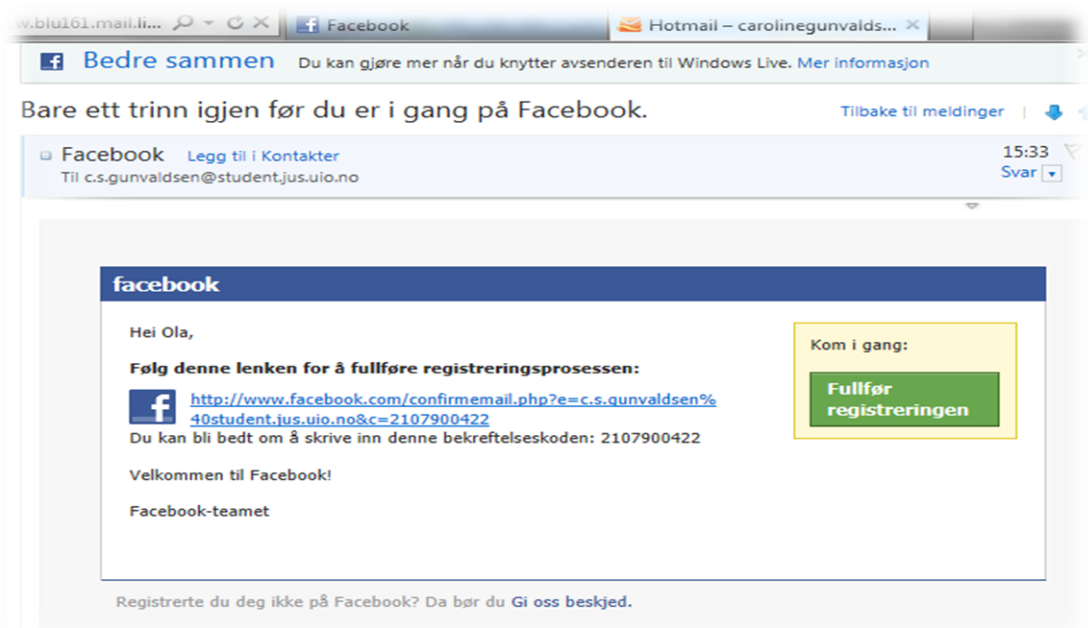 w.blu161.mail.li...
Facebook
Hotmail – carolinegunvalds...
Bedre sammen Du kan gjøre mer når du knytter avsenderen til Windows Live. Mer informasjon
Bare ett trinn igjen før du er i gang på Facebook.
Tilbake til meldinger
Facebook Legg til i Kontakter
15:33
Til c.s.gunvaldsen@student.jus.uio.no
Svar
facebook
Hei Ola,
Følg denne lenken for å fullføre registreringsprosessen:
http://www.facebook.com/confirmemail.php?e=c.s.gunvaldsen%
40student.jus.uio.no&c=2107900422
Du kan bli bedt om å skrive inn denne bekreftelseskoden: 2107900422
Velkommen til Facebook!
Facebook-teamet
Kom i gang:
Fullfør
registreringen
Registrerte du deg ikke på Facebook? Da bør du Gi oss beskjed.